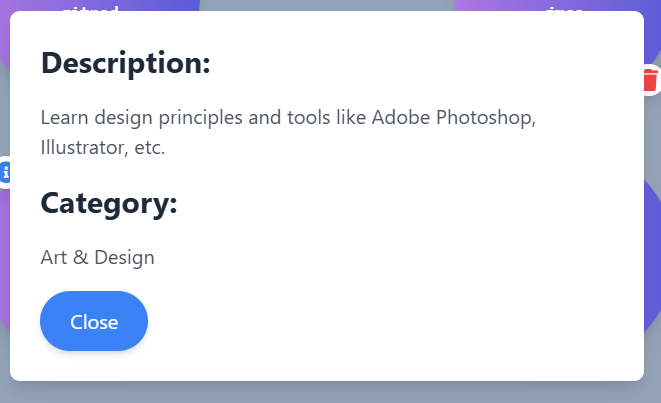 Description:
Learn design principles and tools like Adobe Photoshop,
Illustrator, etc.
Category:
Art & Design
Close